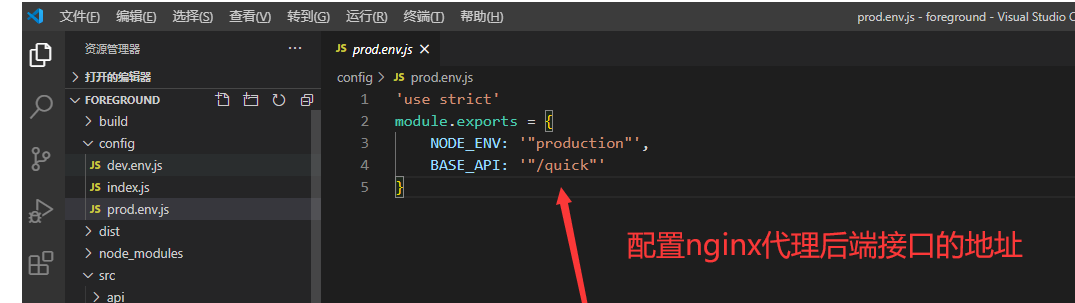 文件(F) 编辑(E) 选择(S) 查看(V) 转到(G) 运行(R) 终端(T) 帮助(H) prod.env.js - foreground - Visual Studio C
资源管理器 ···
打开的编辑器
FOREGROUND
build
config
JS dev.env.js
JS index.js
JS prod.env.js
dist
node_modules
src
api
JS prod.env.js
config > JS prod.env.js
1 'use strict'
2 module.exports = {
3 NODE_ENV: '"production"',
4 BASE_API: '"/quick"'
5 }
配置nginx代理后端接口的地址